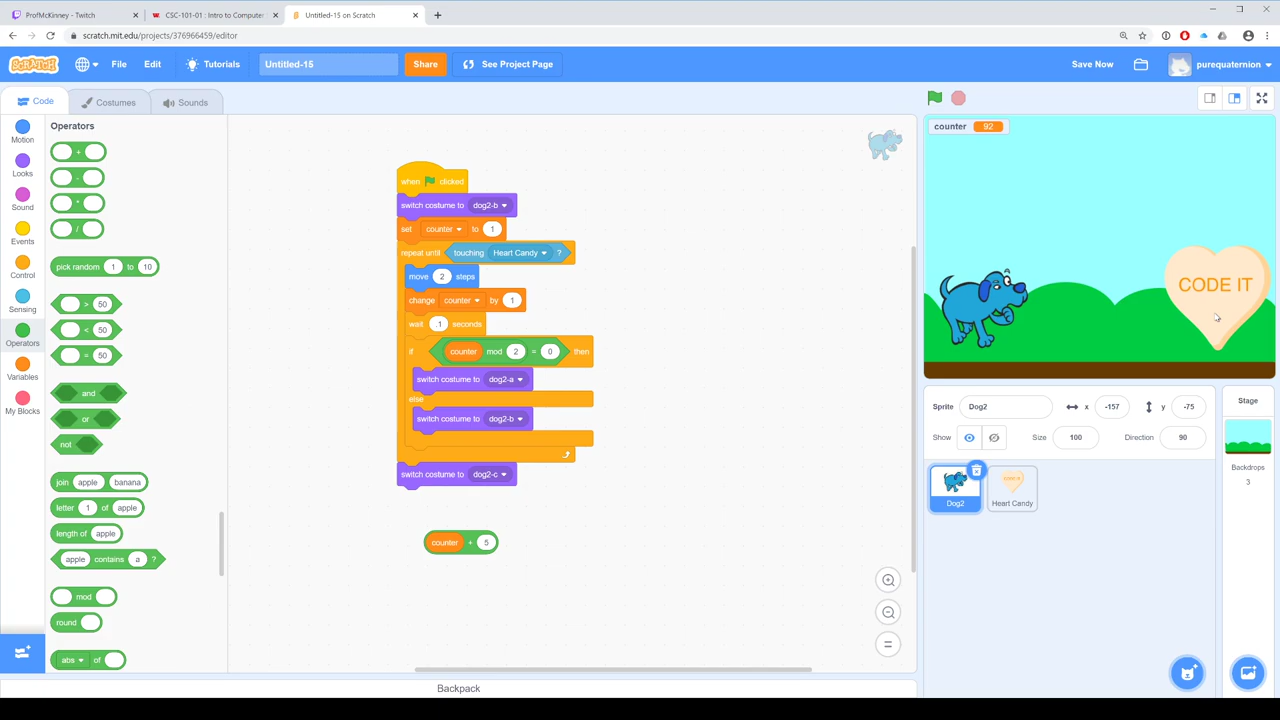 ProfMcKinney - Twitch
CSC-101-01 : Intro to Computer
Untitled-15 on Scratch
scratch.mit.edu/projects/376966459/editor
SCRATCH
File
Edit
Tutorials
Untitled-15
Share
See Project Page
Save Now
purequaternion
Code
Costumes
Sounds
Motion
Looks
Sound
Events
Control
Sensing
Operators
Variables
My Blocks
Operators
+
-
*
/
pick random 1 to 10
> 50
< 50
= 50
and
or
not
join apple banana
letter 1 of apple
length of apple
apple contains a ?
mod
round
abs of
when clicked
switch costume to dog2-b
set counter to 1
repeat until touching Heart Candy ?
move 2 steps
change counter by 1
wait .1 seconds
if counter mod 2 = 0 then
switch costume to dog2-a
else
switch costume to dog2-b
switch costume to dog2-c
counter + 5
Backpack
counter 92
CODE IT
Sprite Dog2 x -157 y -75
Show Size 100 Direction 90
Dog2
Heart Candy
Stage
Backdrops
3